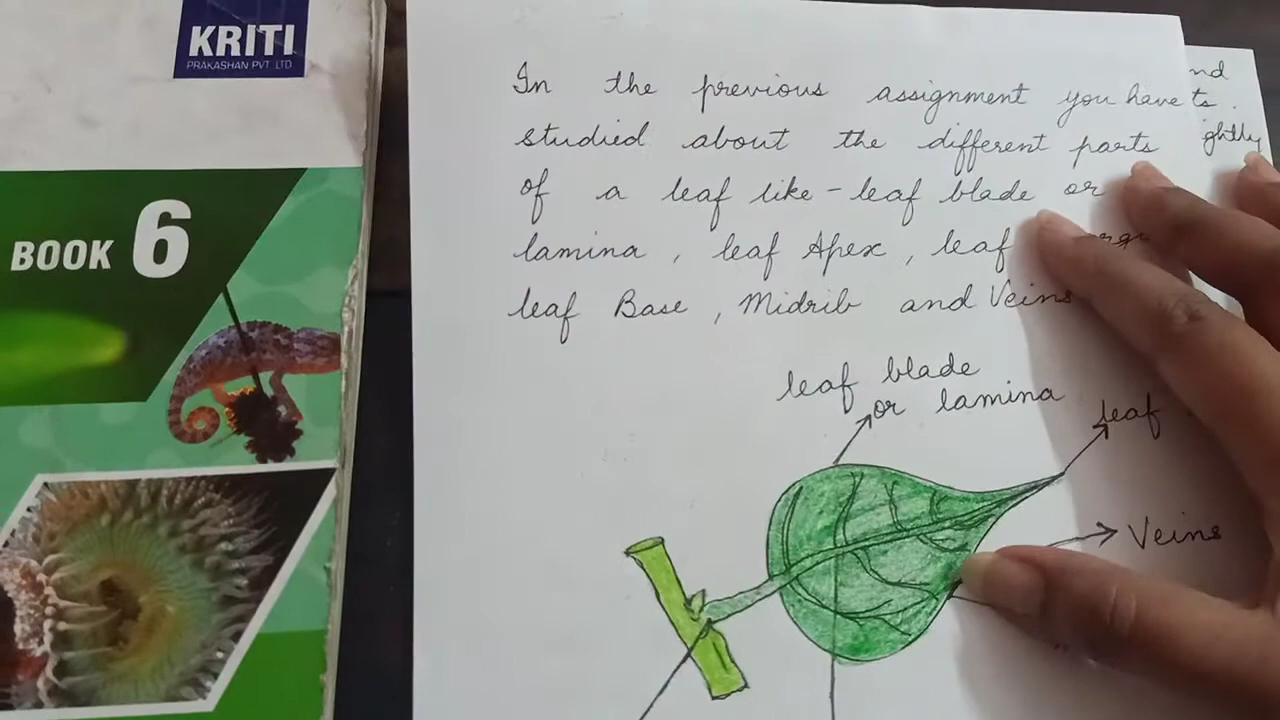 KRITI
PRAKASHAN PVT. LTD.
BOOK 6
In the previous assignment you have
studied about the different parts
of a leaf like - leaf blade or
lamina , leaf Apex , leaf
leaf Base , Midrib and Veins
leaf blade
or lamina
leaf
Veins